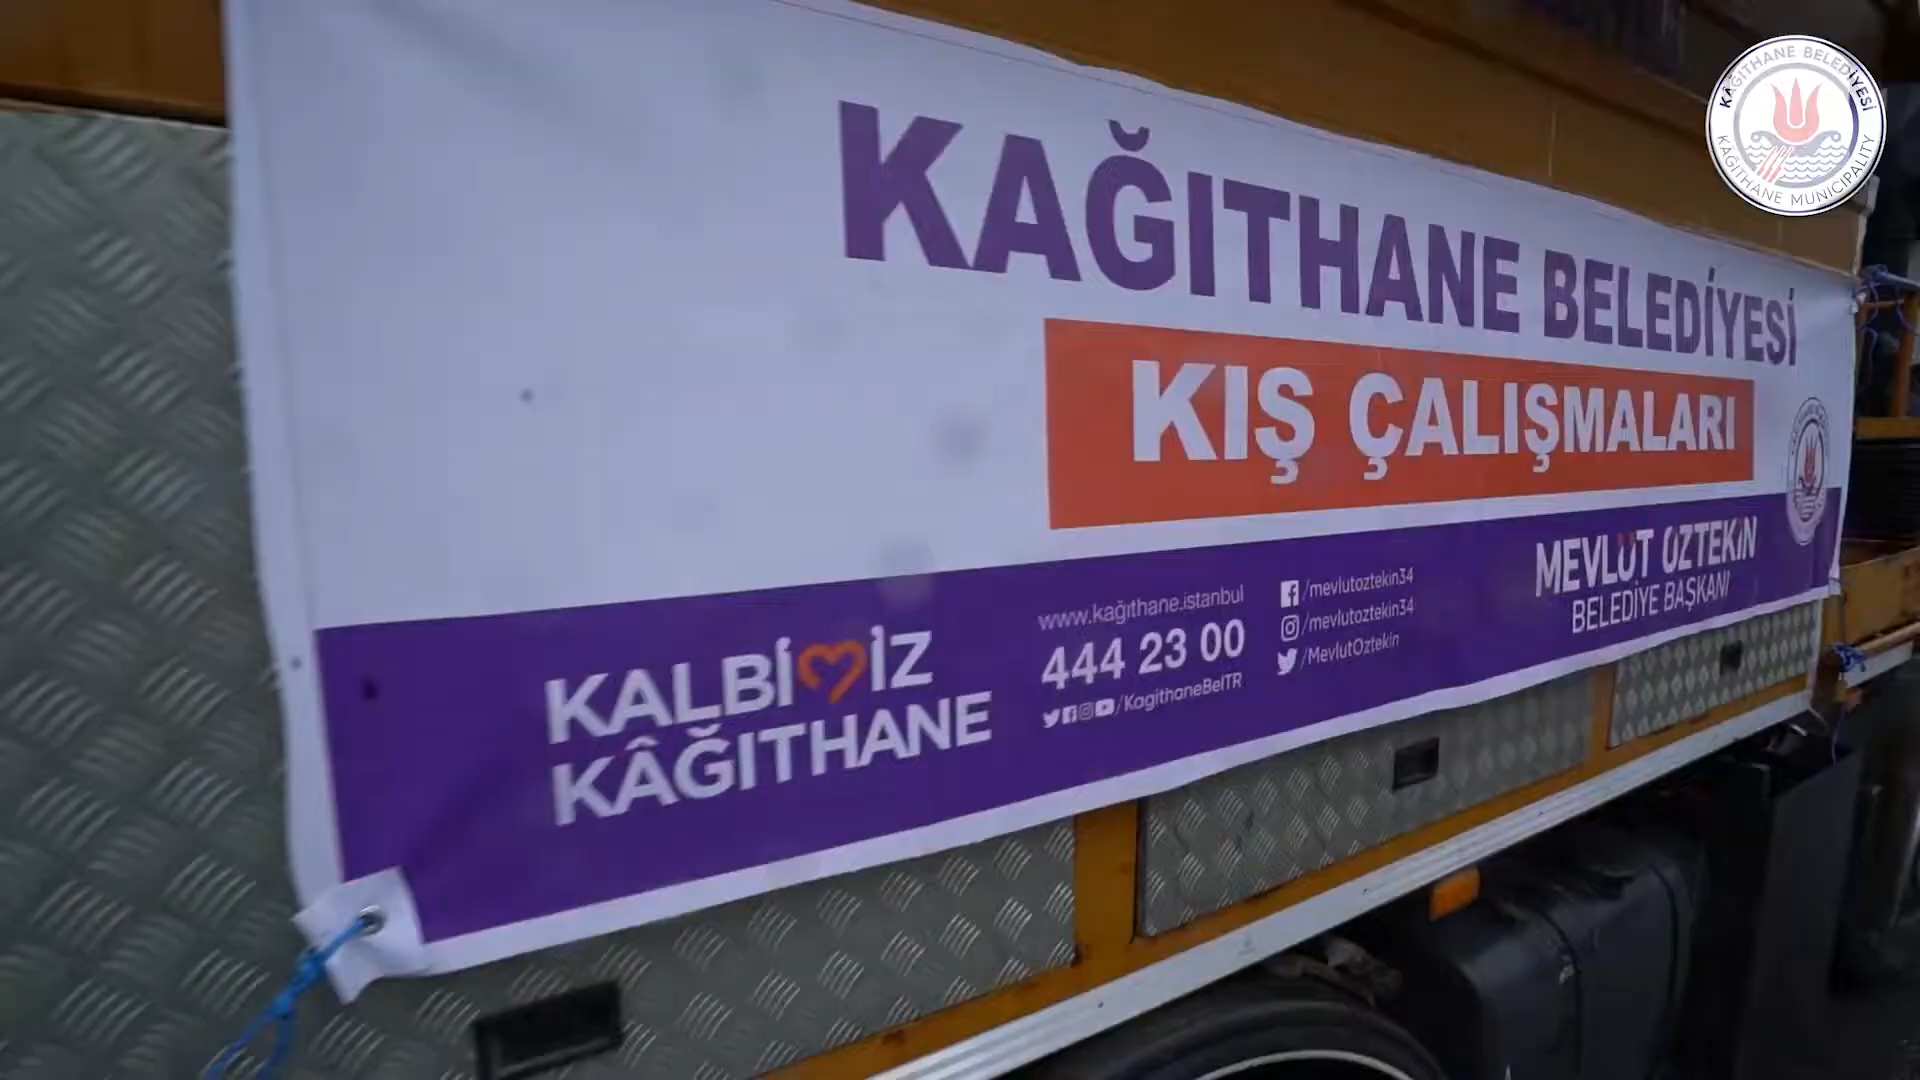 KAĞITHANE BELEDİYESİ
KAĞITHANE MUNICIPALITY
KAĞITHANE BELEDİYESİ
KIŞ ÇALIŞMALARI
KALBİMİZ
KÂĞITHANE
www.kağıthane.istanbul
444 23 00
/KagithaneBelTR
/mevlutoztekin34
/mevlutoztekin34
/MevlutOztekin
MEVLÜT ÖZTEKİN
BELEDİYE BAŞKANI